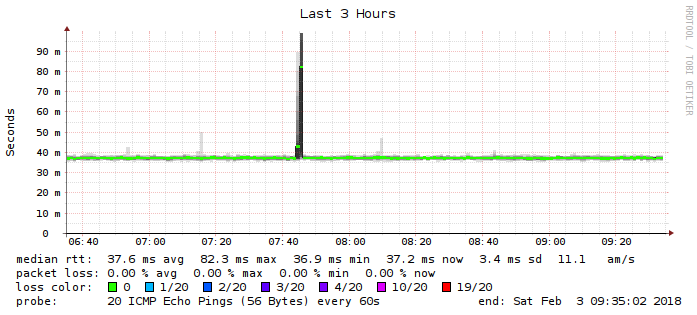 Last 3 Hours
RRDTOOL / TOBI OETIKER
Seconds
90 m
80 m
70 m
60 m
50 m
40 m
30 m
20 m
10 m
0
06:40 07:00 07:20 07:40 08:00 08:20 08:40 09:00 09:20
median rtt: 37.6 ms avg 82.3 ms max 36.9 ms min 37.2 ms now 3.4 ms sd 11.1 am/s
packet loss: 0.00 % avg 0.00 % max 0.00 % min 0.00 % now
loss color: 0 1/20 2/20 3/20 4/20 10/20 19/20
probe: 20 ICMP Echo Pings (56 Bytes) every 60s end: Sat Feb 3 09:35:02 2018